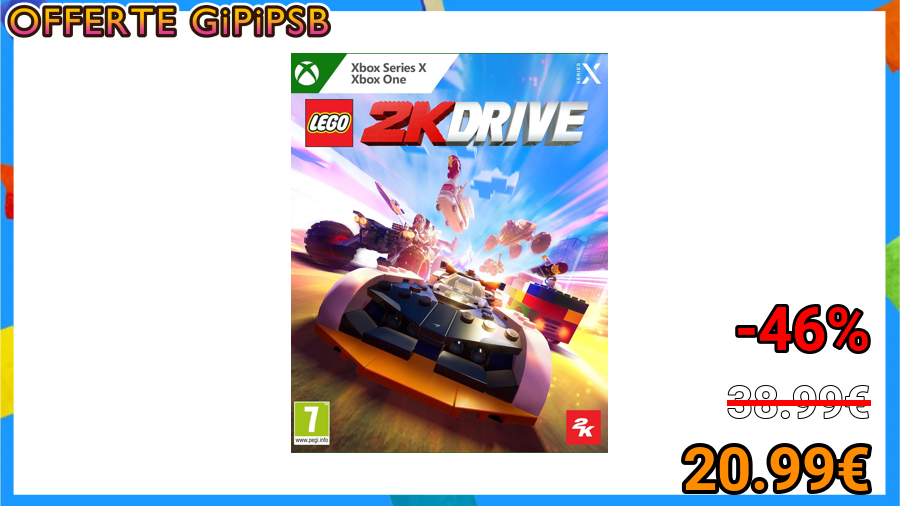 OFFERTE GiPiPSB
Xbox Series X
Xbox One
SERIES X
LEGO 2K DRIVE
7
www.pegi.info
2K
-46%
38.99€
20.99€